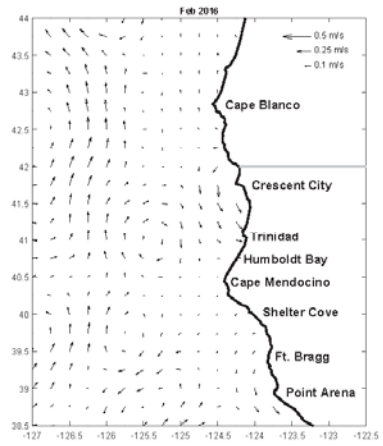 Feb 2016
44
0.5 m/s
0.25 m/s
0.1 m/s
43.5
43
Cape Blanco
42.5
42
Crescent City
41.5
Trinidad
41
Humboldt Bay
40.5
Cape Mendocino
40
Shelter Cove
39.5
Ft. Bragg
39
Point Arena
38.5
-127 -126.5 -126 -125.5 -125 -124.5 -124 -123.5 -123 -122.5